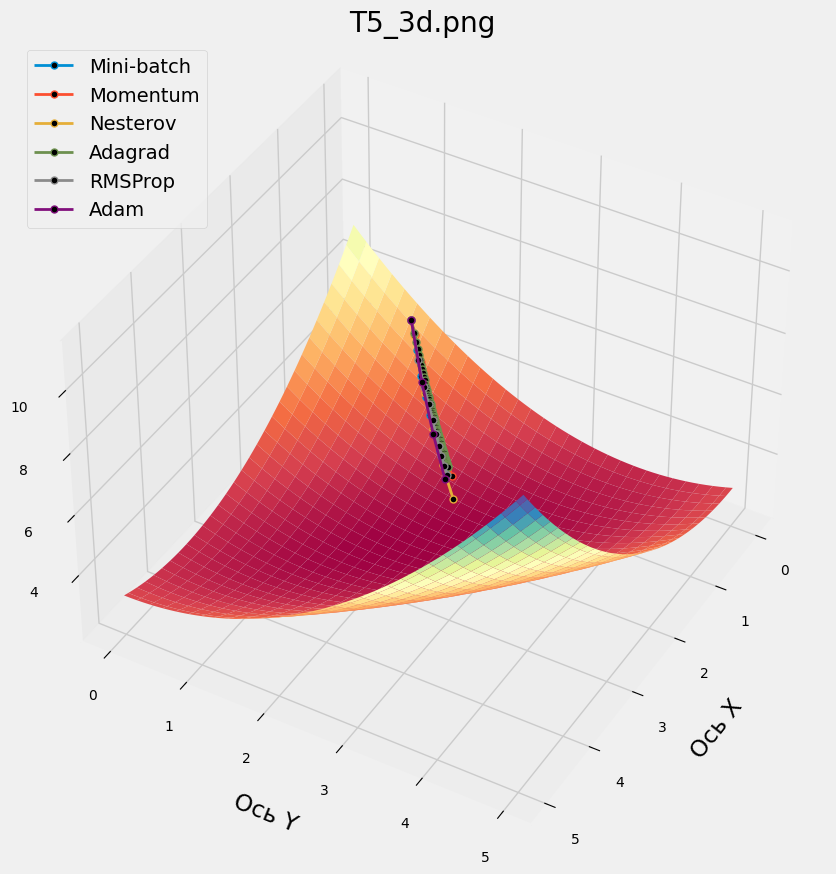 T5_3d.png
Mini-batch
Momentum
Nesterov
Adagrad
RMSProp
Adam
10
8
6
4
0
1
2
3
4
5
Ось Y
0
1
2
3
4
5
Ось X